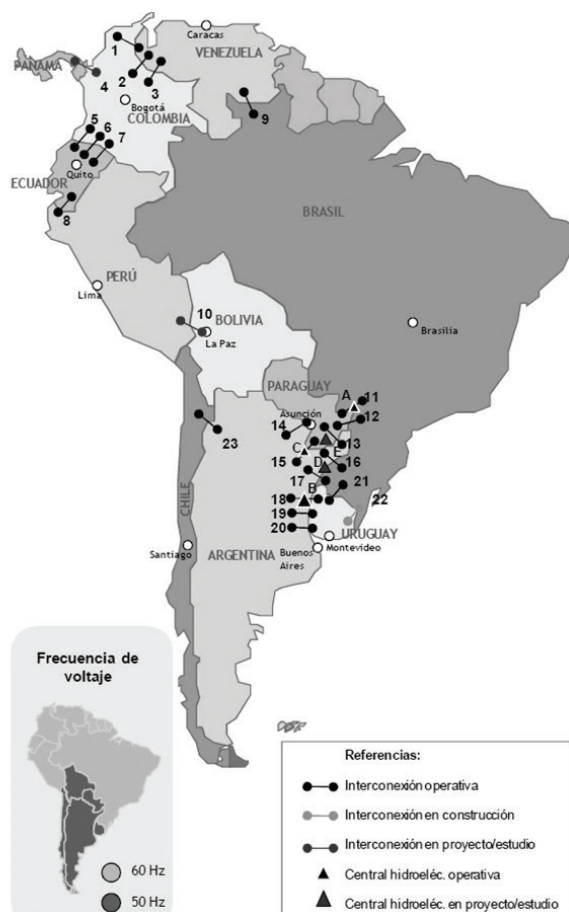 Caracas
1
VENEZUELA
PANAMÁ
2
3
4
Bogotá
COLOMBIA
9
5
6
7
Quito
ECUADOR
8
BRASIL
PERÚ
Lima
10
BOLIVIA
La Paz
Brasilia
PARAGUAY
A
11
12
Asunción
14
13
C
E
15
D
16
17
21
23
B
18
22
19
CHILE
20
URUGUAY
Santiago
ARGENTINA
Buenos
Aires
Montevideo
Frecuencia de
voltaje
60 Hz
50 Hz
Referencias:
Interconexión operativa
Interconexión en construcción
Interconexión en proyecto/estudio
Central hidroeléc. operativa
Central hidroeléc. en proyecto/estudio